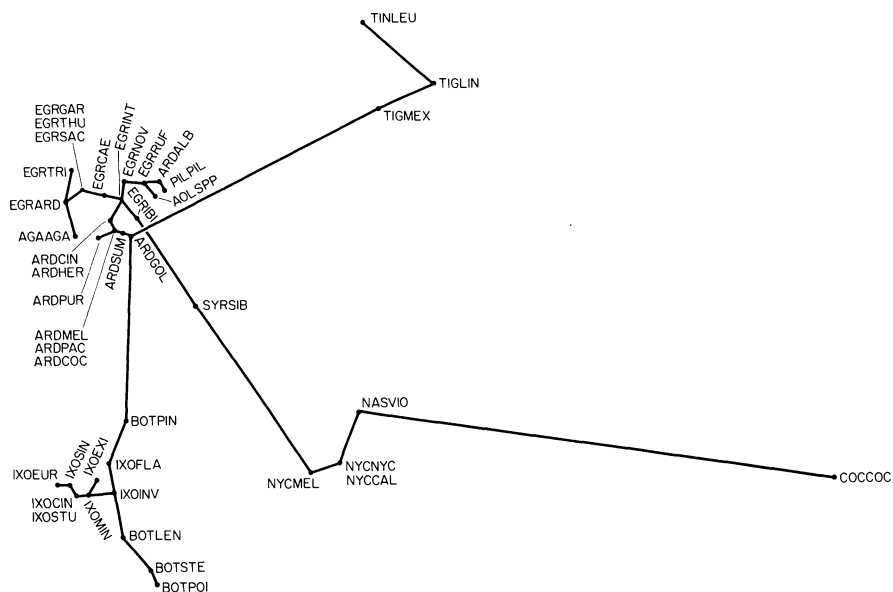 TINLEU
TIGLIN
TIGMEX
EGRGAR
EGRTHU
EGRSAC
EGRCAE
EGRINT
EGRNOV
EGRRUF
ARDALB
PILPIL
AOLSPP
EGRTRI
EGRARD
EGRIBI
AGAAGA
ARDCIN
ARDHER
ARDSUM
ARDGOL
ARDPUR
SYRSIB
ARDMEL
ARDPAC
ARDCOC
NASVIO
BOTPIN
IXOSIN
IXOEXI
IXOFLA
IXOEUR
NYCMEL
NYCNYC
NYCCAL
COCCOC
IXOCIN
IXOSTU
IXOMIN
IXOINV
BOTLEN
BOTSTE
BOTPOI